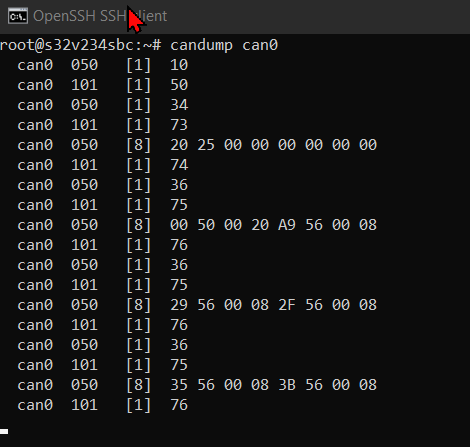 OpenSSH SSH client
root@s32v234sbc:~# candump can0
can0 050 [1] 10
can0 101 [1] 50
can0 050 [1] 34
can0 101 [1] 73
can0 050 [8] 20 25 00 00 00 00 00 00
can0 101 [1] 74
can0 050 [1] 36
can0 101 [1] 75
can0 050 [8] 00 50 00 20 A9 56 00 08
can0 101 [1] 76
can0 050 [1] 36
can0 101 [1] 75
can0 050 [8] 29 56 00 08 2F 56 00 08
can0 101 [1] 76
can0 050 [1] 36
can0 101 [1] 75
can0 050 [8] 35 56 00 08 3B 56 00 08
can0 101 [1] 76